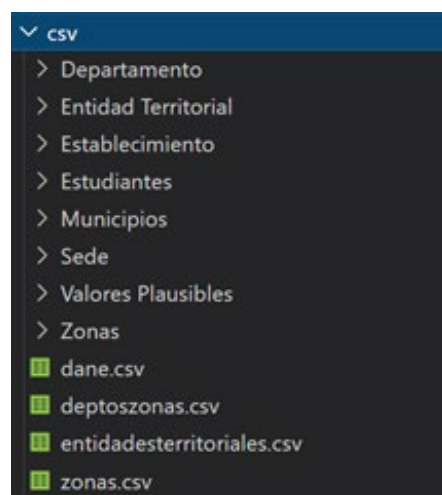 csv
Departamento
Entidad Territorial
Establecimiento
Estudiantes
Municipios
Sede
Valores Plausibles
Zonas
dane.csv
deptoszonas.csv
entidadesterritoriales.csv
zonas.csv